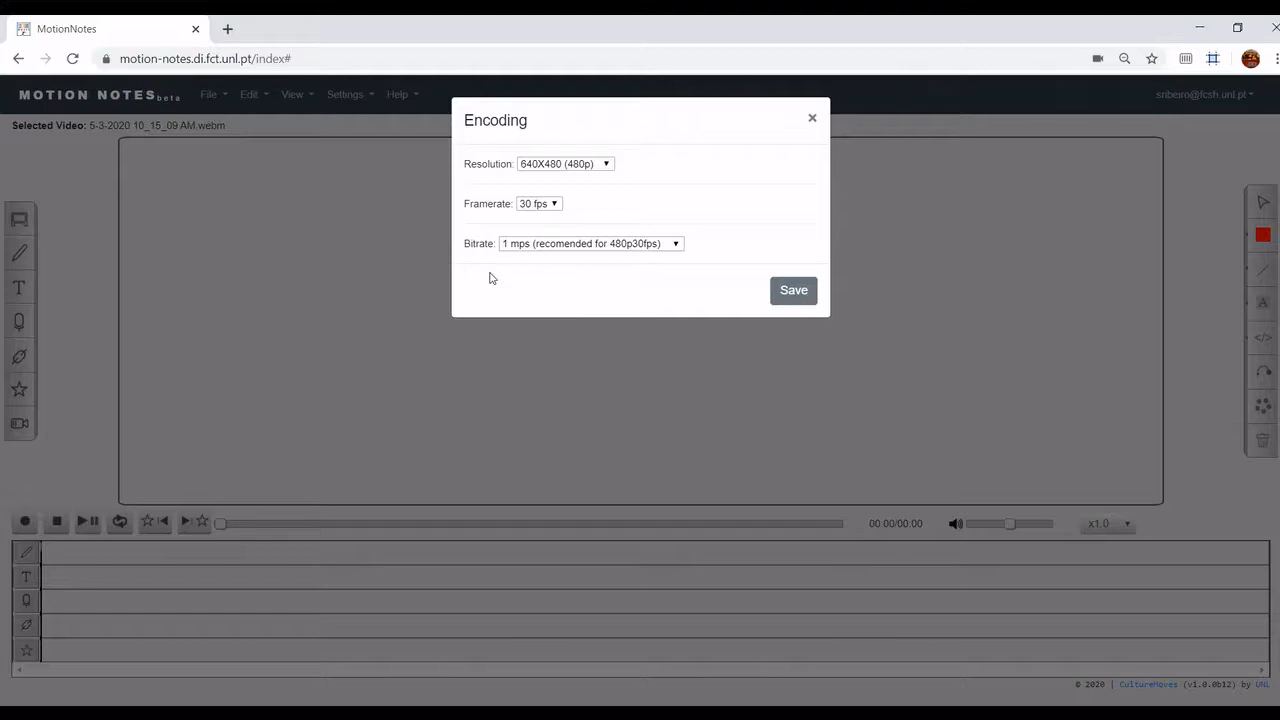 MotionNotes
motion-notes.di.fct.unl.pt/index#
MOTION NOTES beta File Edit View Settings Help sribeiro@fcsh.unl.pt
Selected Video: 5-3-2020 10_15_09 AM.webm
Encoding
Resolution: 640X480 (480p)
Framerate: 30 fps
Bitrate: 1 mps (recomended for 480p30fps)
Save
T
A
</>
00:00/00:00
x1.0
T
© 2020 | CultureMoves (v1.0.0b12) by UNL